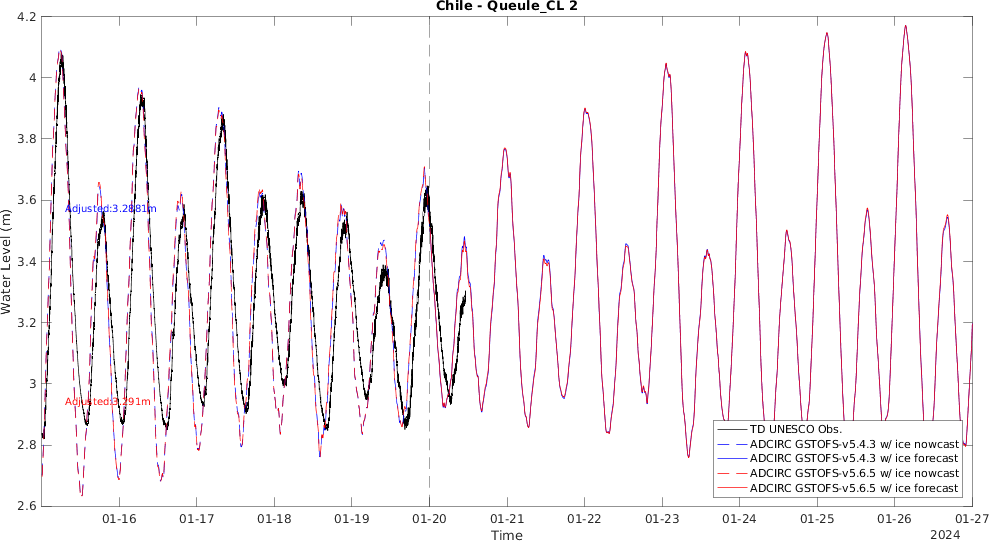 Chile - Queule_CL 2
4.2
4
3.8
3.6
3.4
3.2
3
2.8
2.6
Water Level (m)
Adjusted:3.2881m
Adjusted:3.291m
TD UNESCO Obs.
ADCIRC GSTOFS-v5.4.3 w/ ice nowcast
ADCIRC GSTOFS-v5.4.3 w/ ice forecast
ADCIRC GSTOFS-v5.6.5 w/ ice nowcast
ADCIRC GSTOFS-v5.6.5 w/ ice forecast
01-16 01-17 01-18 01-19 01-20 01-21 01-22 01-23 01-24 01-25 01-26 01-27
Time
2024